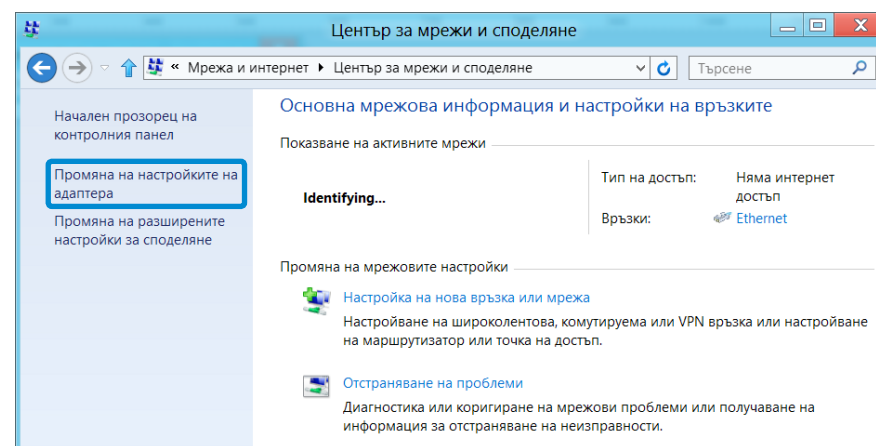 Център за мрежи и споделяне
« Мрежа и интернет ▸ Център за мрежи и споделяне
Търсене
Начален прозорец на
контролния панел
Промяна на настройките на
адаптера
Промяна на разширените
настройки за споделяне
Основна мрежова информация и настройки на връзките
Показване на активните мрежи
Identifying...
Тип на достъп: Няма интернет
достъп
Връзки: Ethernet
Промяна на мрежовите настройки
Настройка на нова връзка или мрежа
Настройване на широколентова, комутируема или VPN връзка или настройване
на маршрутизатор или точка на достъп.
Отстраняване на проблеми
Диагностика или коригиране на мрежови проблеми или получаване на
информация за отстраняване на неизправности.